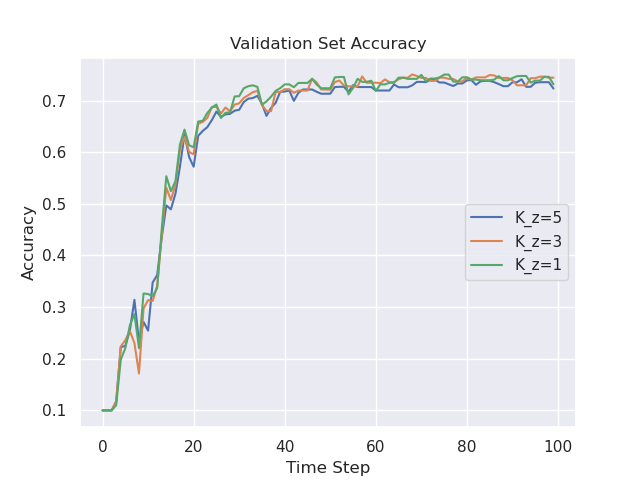 Validation Set Accuracy
Accuracy
0.7
0.6
0.5
0.4
0.3
0.2
0.1
K_z=5
K_z=3
K_z=1
0 20 40 60 80 100
Time Step